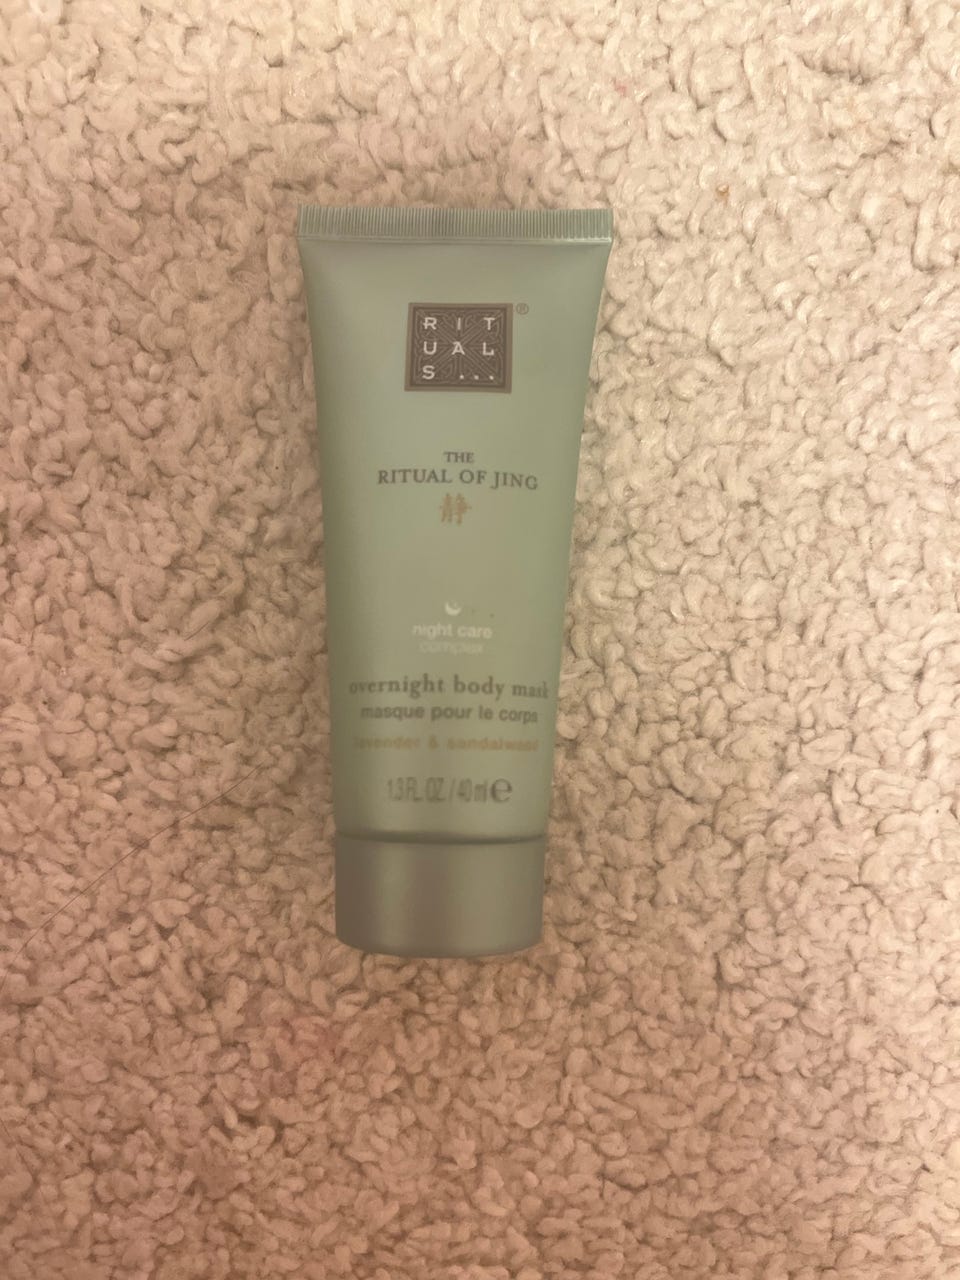 RIT
UAL
S...
®
THE
RITUAL OF JING
静
night care
complex
overnight body mask
masque pour le corps
lavender & sandalwood
1.3 FL. OZ. / 40 ml e